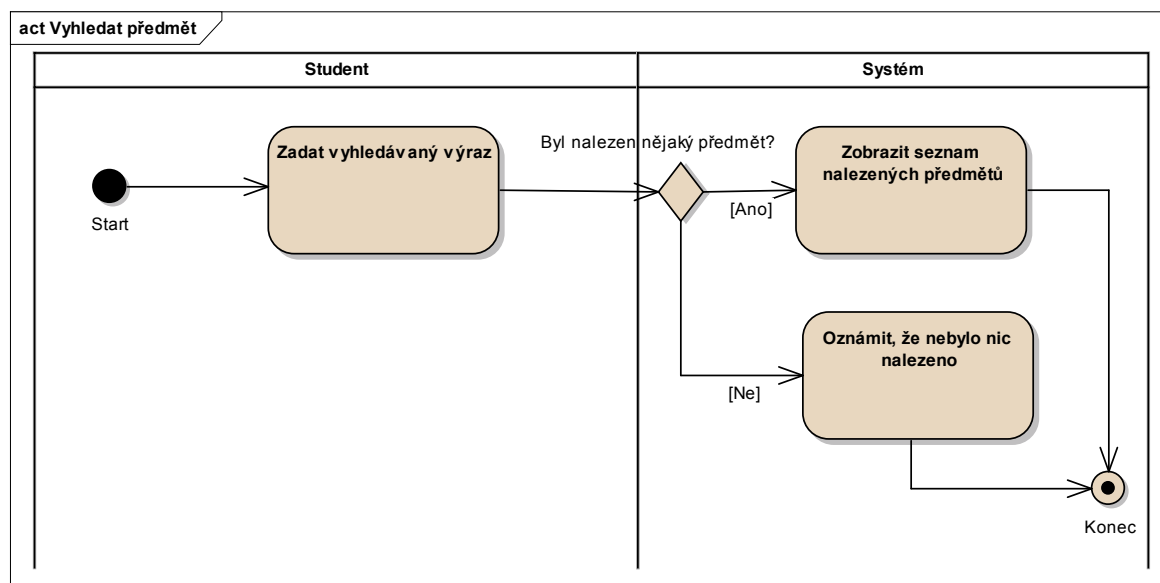 act Vyhledat předmět
Student
Systém
Start
Zadat vyhledávaný výraz
Byl nalezen nějaký předmět?
[Ano]
Zobrazit seznam
nalezených předmětů
[Ne]
Oznámit, že nebylo nic
nalezeno
Konec